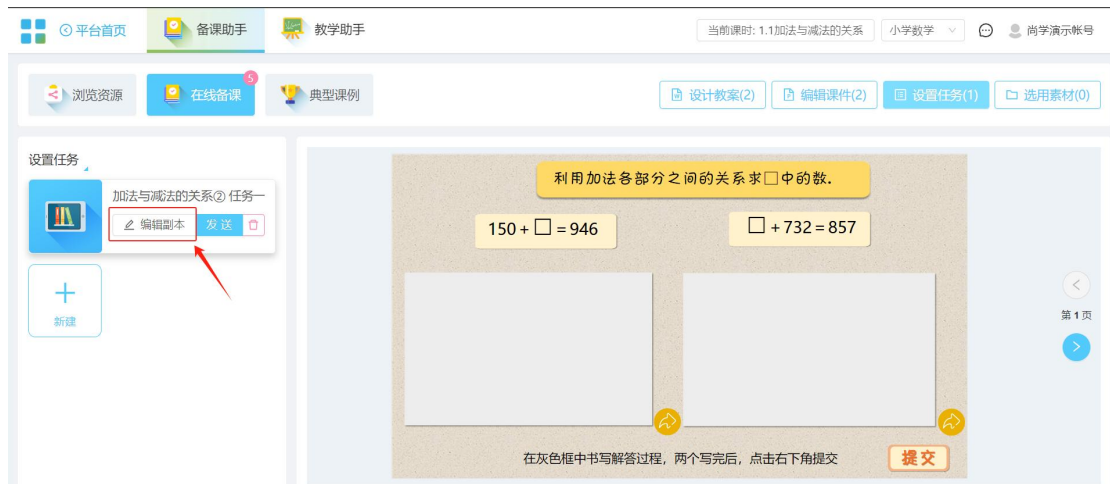 平台首页 备课助手 教学助手 当前课时: 1.1加法与减法的关系 小学数学 尚学演示帐号
浏览资源 在线备课 5 典型课例 设计教案(2) 编辑课件(2) 设置任务(1) 选用素材(0)
设置任务
加法与减法的关系② 任务一
编辑副本 发送
新建
利用加法各部分之间的关系求□中的数.
150 + □ = 946
□ + 732 = 857
第 1 页
在灰色框中书写解答过程，两个写完后，点击右下角提交
提交